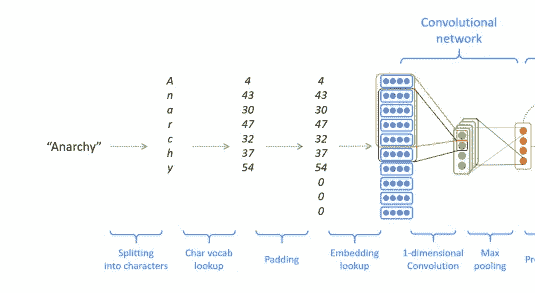 Convolutional
network
A 4 4
n 43 43
a 30 30
r 47 47
c 32 32
"Anarchy"
h 37 37
y 54 54
0
0
0
Splitting
into characters
Char vocab
lookup
Padding
Embedding
lookup
1-dimensional
Convolution
Max
pooling